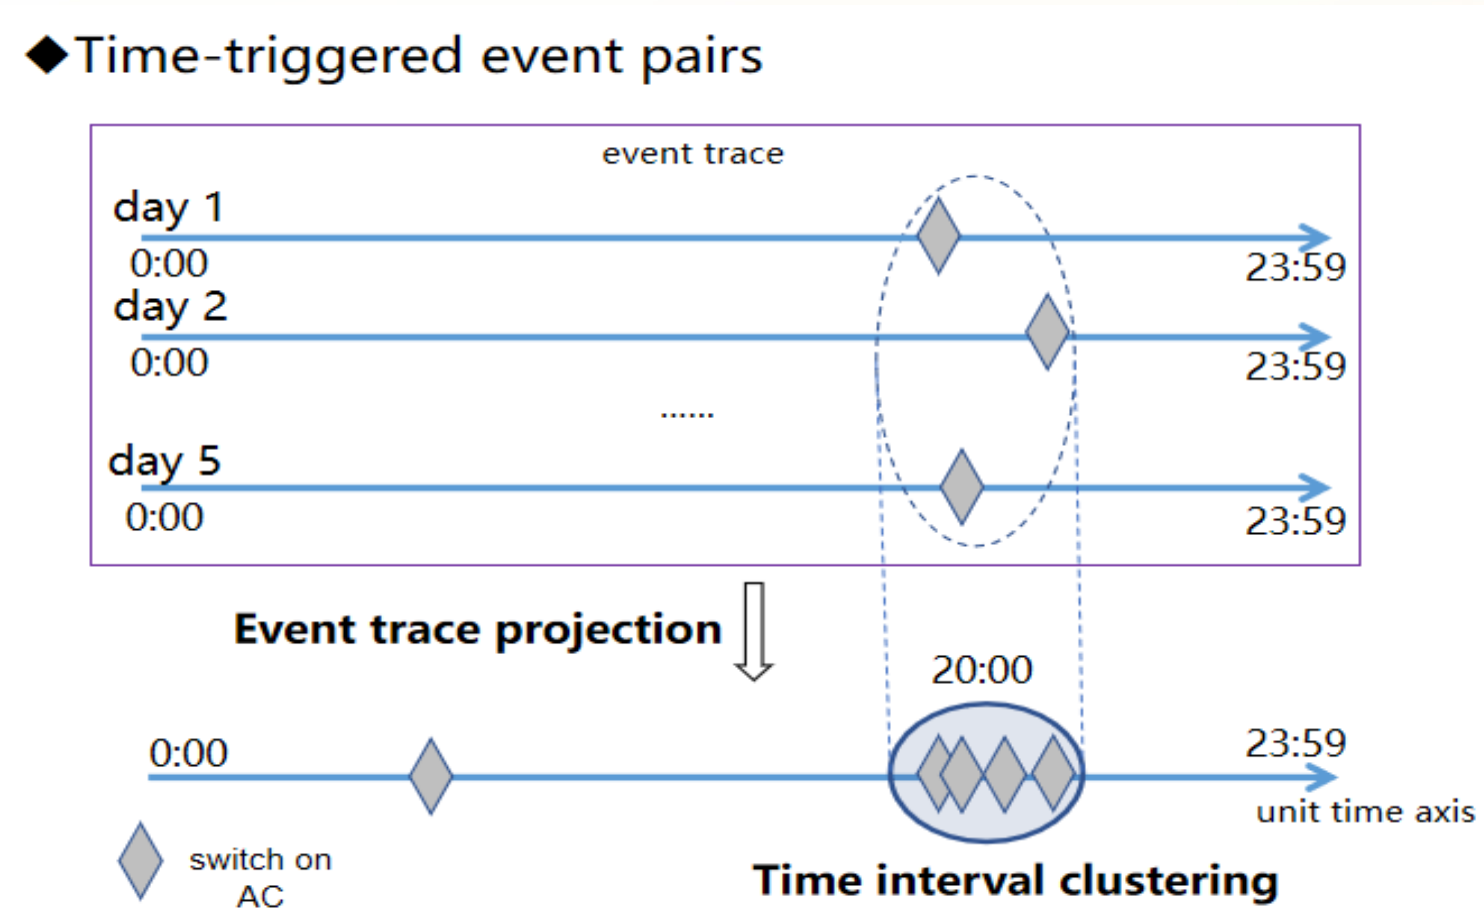 ◆Time-triggered event pairs
event trace
day 1
0:00
23:59
day 2
0:00
23:59
......
day 5
0:00
23:59
Event trace projection
20:00
0:00
23:59
unit time axis
switch on
AC
Time interval clustering